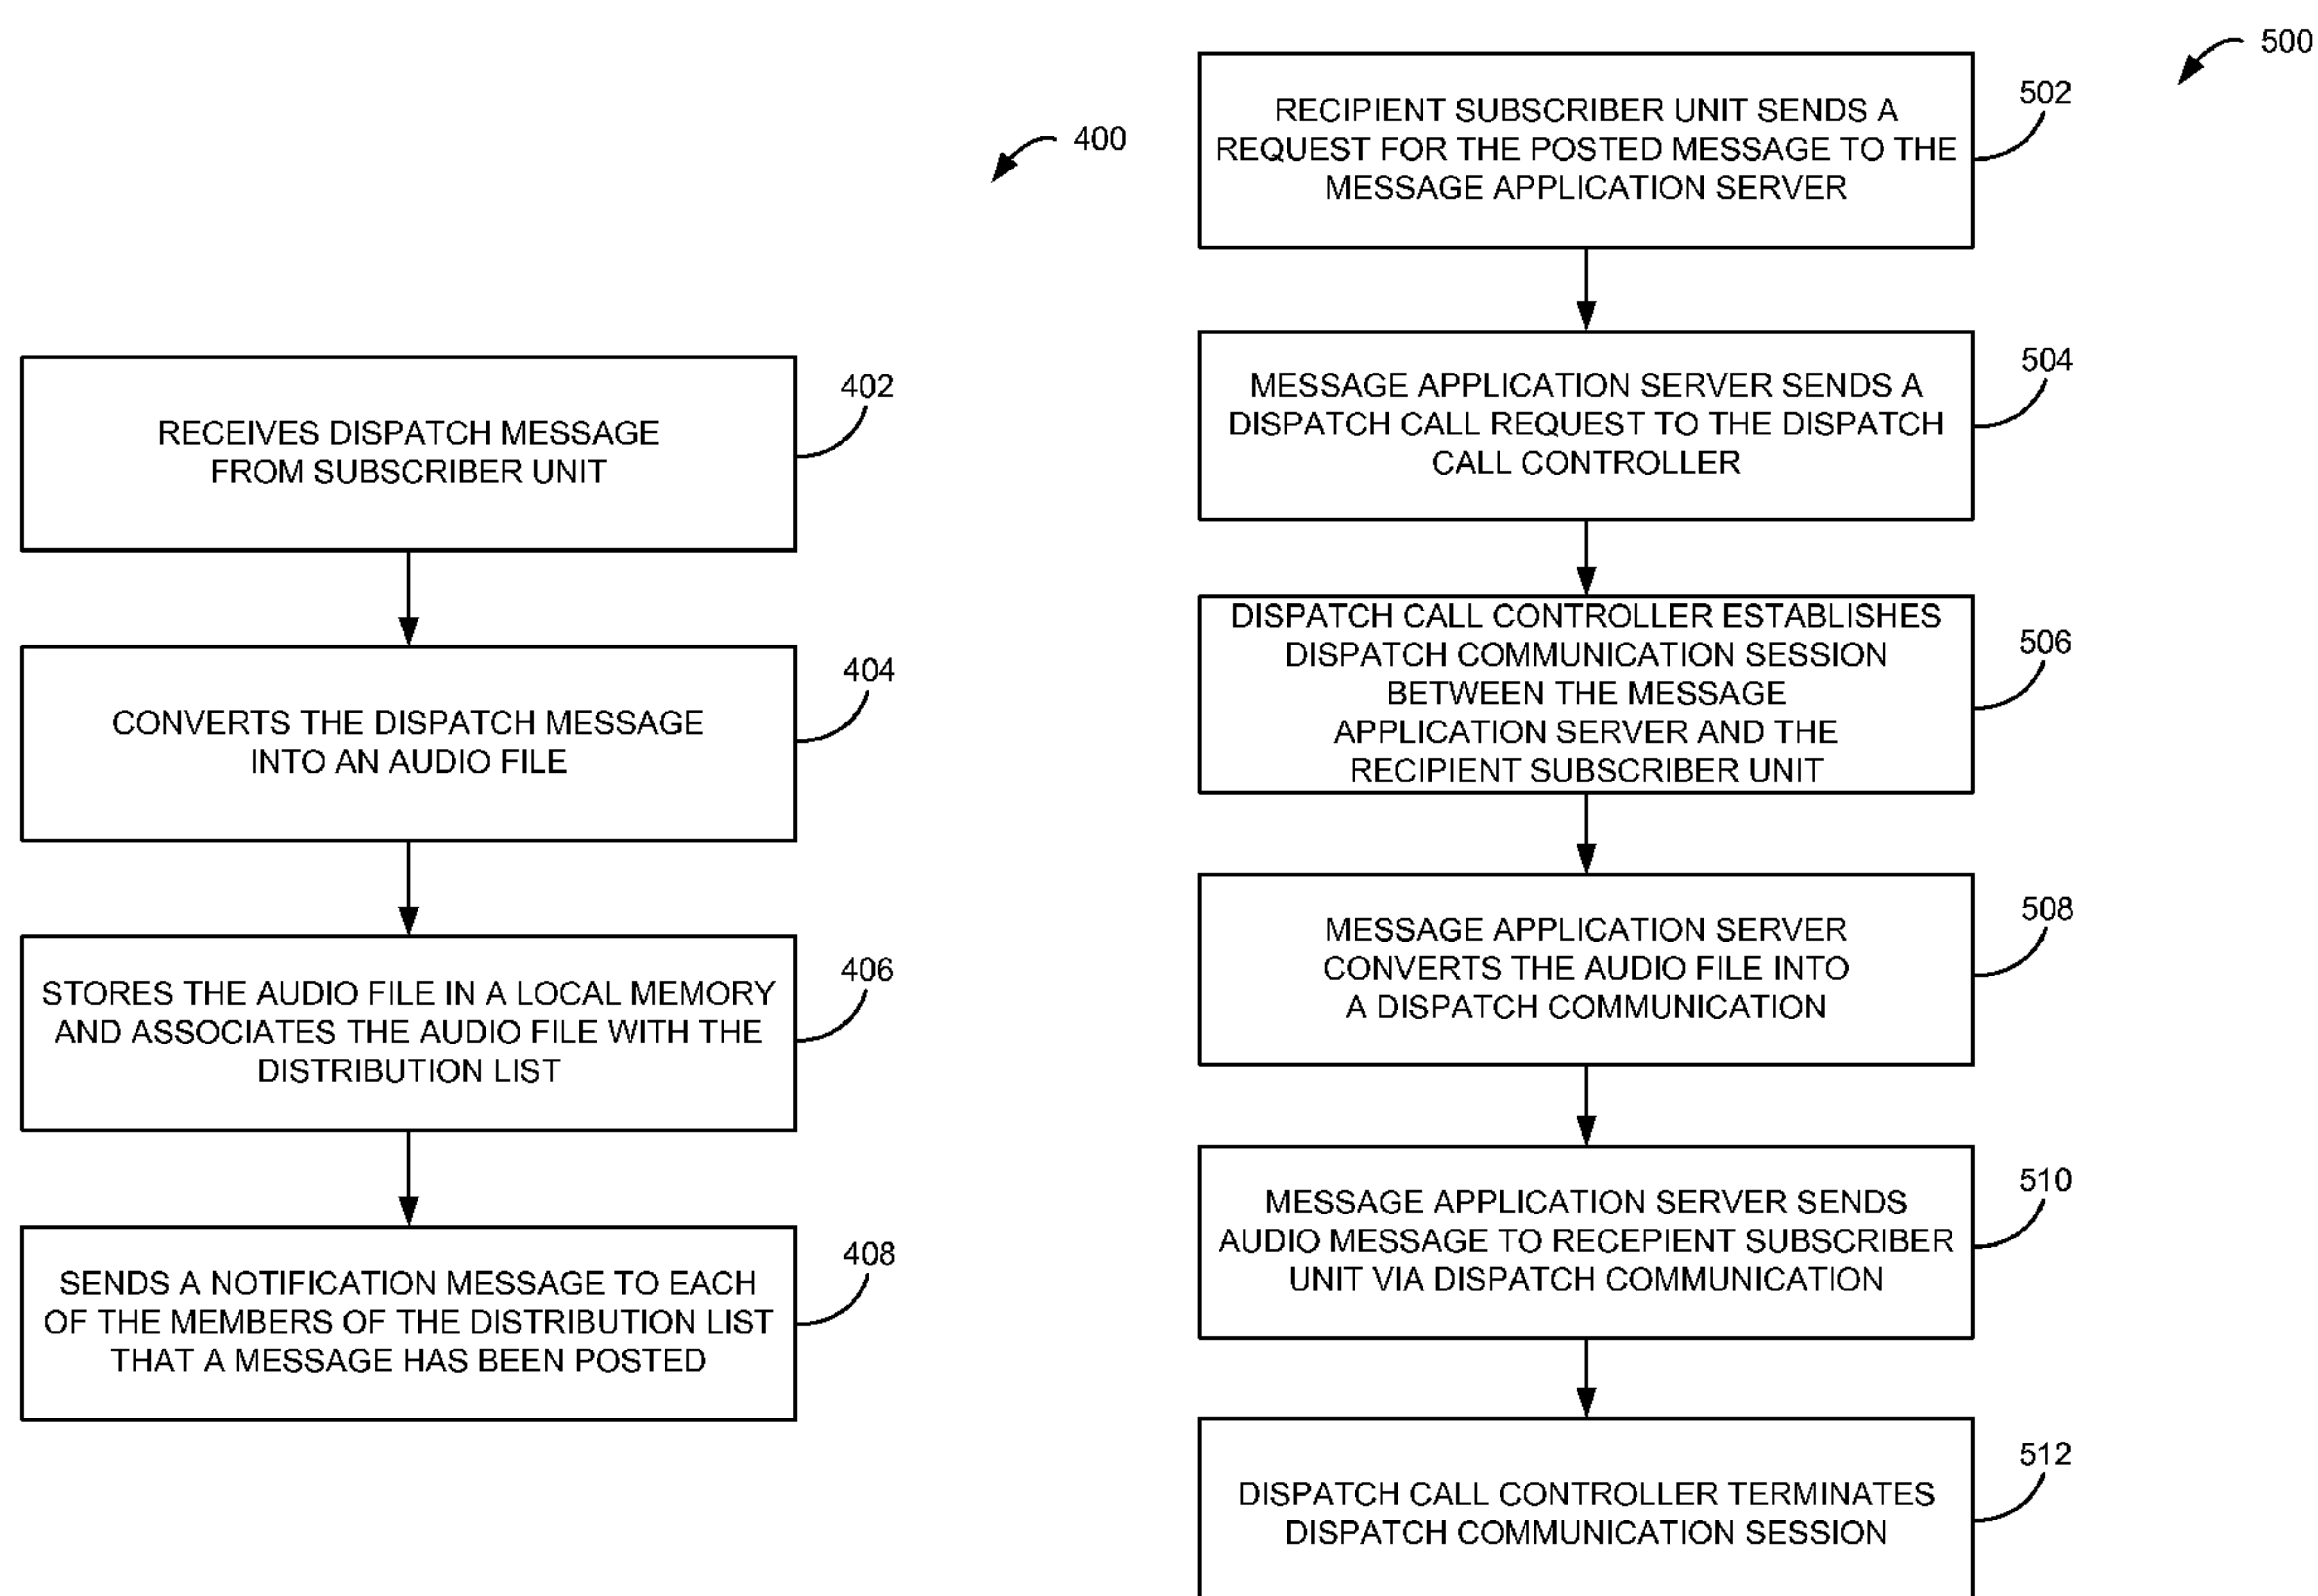 400
RECEIVES DISPATCH MESSAGE
FROM SUBSCRIBER UNIT
402
CONVERTS THE DISPATCH MESSAGE
INTO AN AUDIO FILE
404
STORES THE AUDIO FILE IN A LOCAL MEMORY
AND ASSOCIATES THE AUDIO FILE WITH THE
DISTRIBUTION LIST
406
SENDS A NOTIFICATION MESSAGE TO EACH
OF THE MEMBERS OF THE DISTRIBUTION LIST
THAT A MESSAGE HAS BEEN POSTED
408
500
RECIPIENT SUBSCRIBER UNIT SENDS A
REQUEST FOR THE POSTED MESSAGE TO THE
MESSAGE APPLICATION SERVER
502
MESSAGE APPLICATION SERVER SENDS A
DISPATCH CALL REQUEST TO THE DISPATCH
CALL CONTROLLER
504
DISPATCH CALL CONTROLLER ESTABLISHES
DISPATCH COMMUNICATION SESSION
BETWEEN THE MESSAGE
APPLICATION SERVER AND THE
RECIPIENT SUBSCRIBER UNIT
506
MESSAGE APPLICATION SERVER
CONVERTS THE AUDIO FILE INTO
A DISPATCH COMMUNICATION
508
MESSAGE APPLICATION SERVER SENDS
AUDIO MESSAGE TO RECEPIENT SUBSCRIBER
UNIT VIA DISPATCH COMMUNICATION
510
DISPATCH CALL CONTROLLER TERMINATES
DISPATCH COMMUNICATION SESSION
512